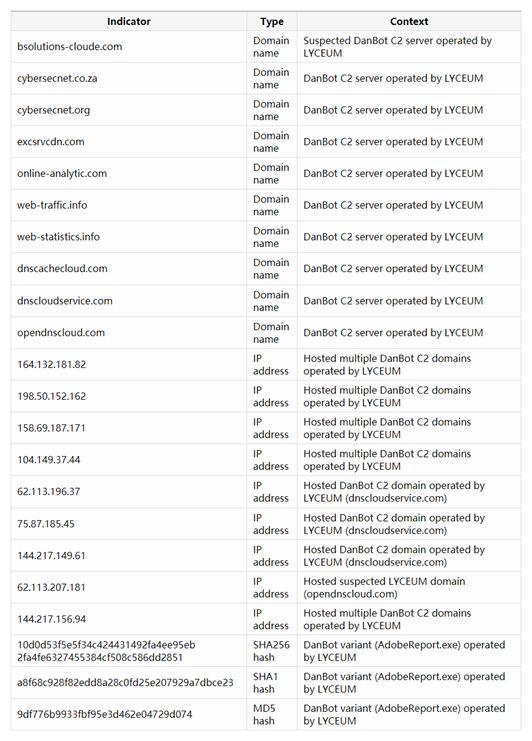 Indicator Type Context
bsolutions-cloude.com Domain name Suspected DanBot C2 server operated by LYCEUM
cybersecnet.co.za Domain name DanBot C2 server operated by LYCEUM
cybersecnet.org Domain name DanBot C2 server operated by LYCEUM
excsrvcdn.com Domain name DanBot C2 server operated by LYCEUM
online-analytic.com Domain name DanBot C2 server operated by LYCEUM
web-traffic.info Domain name DanBot C2 server operated by LYCEUM
web-statistics.info Domain name DanBot C2 server operated by LYCEUM
dnscachecloud.com Domain name DanBot C2 server operated by LYCEUM
dnscloudservice.com Domain name DanBot C2 server operated by LYCEUM
opendnscloud.com Domain name DanBot C2 server operated by LYCEUM
164.132.181.82 IP address Hosted multiple DanBot C2 domains operated by LYCEUM
198.50.152.162 IP address Hosted multiple DanBot C2 domains operated by LYCEUM
158.69.187.171 IP address Hosted multiple DanBot C2 domains operated by LYCEUM
104.149.37.44 IP address Hosted multiple DanBot C2 domains operated by LYCEUM
62.113.196.37 IP address Hosted DanBot C2 domain operated by LYCEUM (dnscloudservice.com)
75.87.185.45 IP address Hosted DanBot C2 domain operated by LYCEUM (dnscloudservice.com)
144.217.149.61 IP address Hosted DanBot C2 domain operated by LYCEUM (dnscloudservice.com)
62.113.207.181 IP address Hosted suspected LYCEUM domain (opendnscloud.com)
144.217.156.94 IP address Hosted multiple DanBot C2 domains operated by LYCEUM
10d0d53f5e5f34c424431492fa4ee95eb 2fa4fe6327455384cf508c586dd2851 SHA256 hash DanBot variant (AdobeReport.exe) operated by LYCEUM
a8f68c928f82edd8a28c0fd25e207929a7dbce23 SHA1 hash DanBot variant (AdobeReport.exe) operated by LYCEUM
9df776b9933fbf95e3d462e04729d074 MD5 hash DanBot variant (AdobeReport.exe) operated by LYCEUM